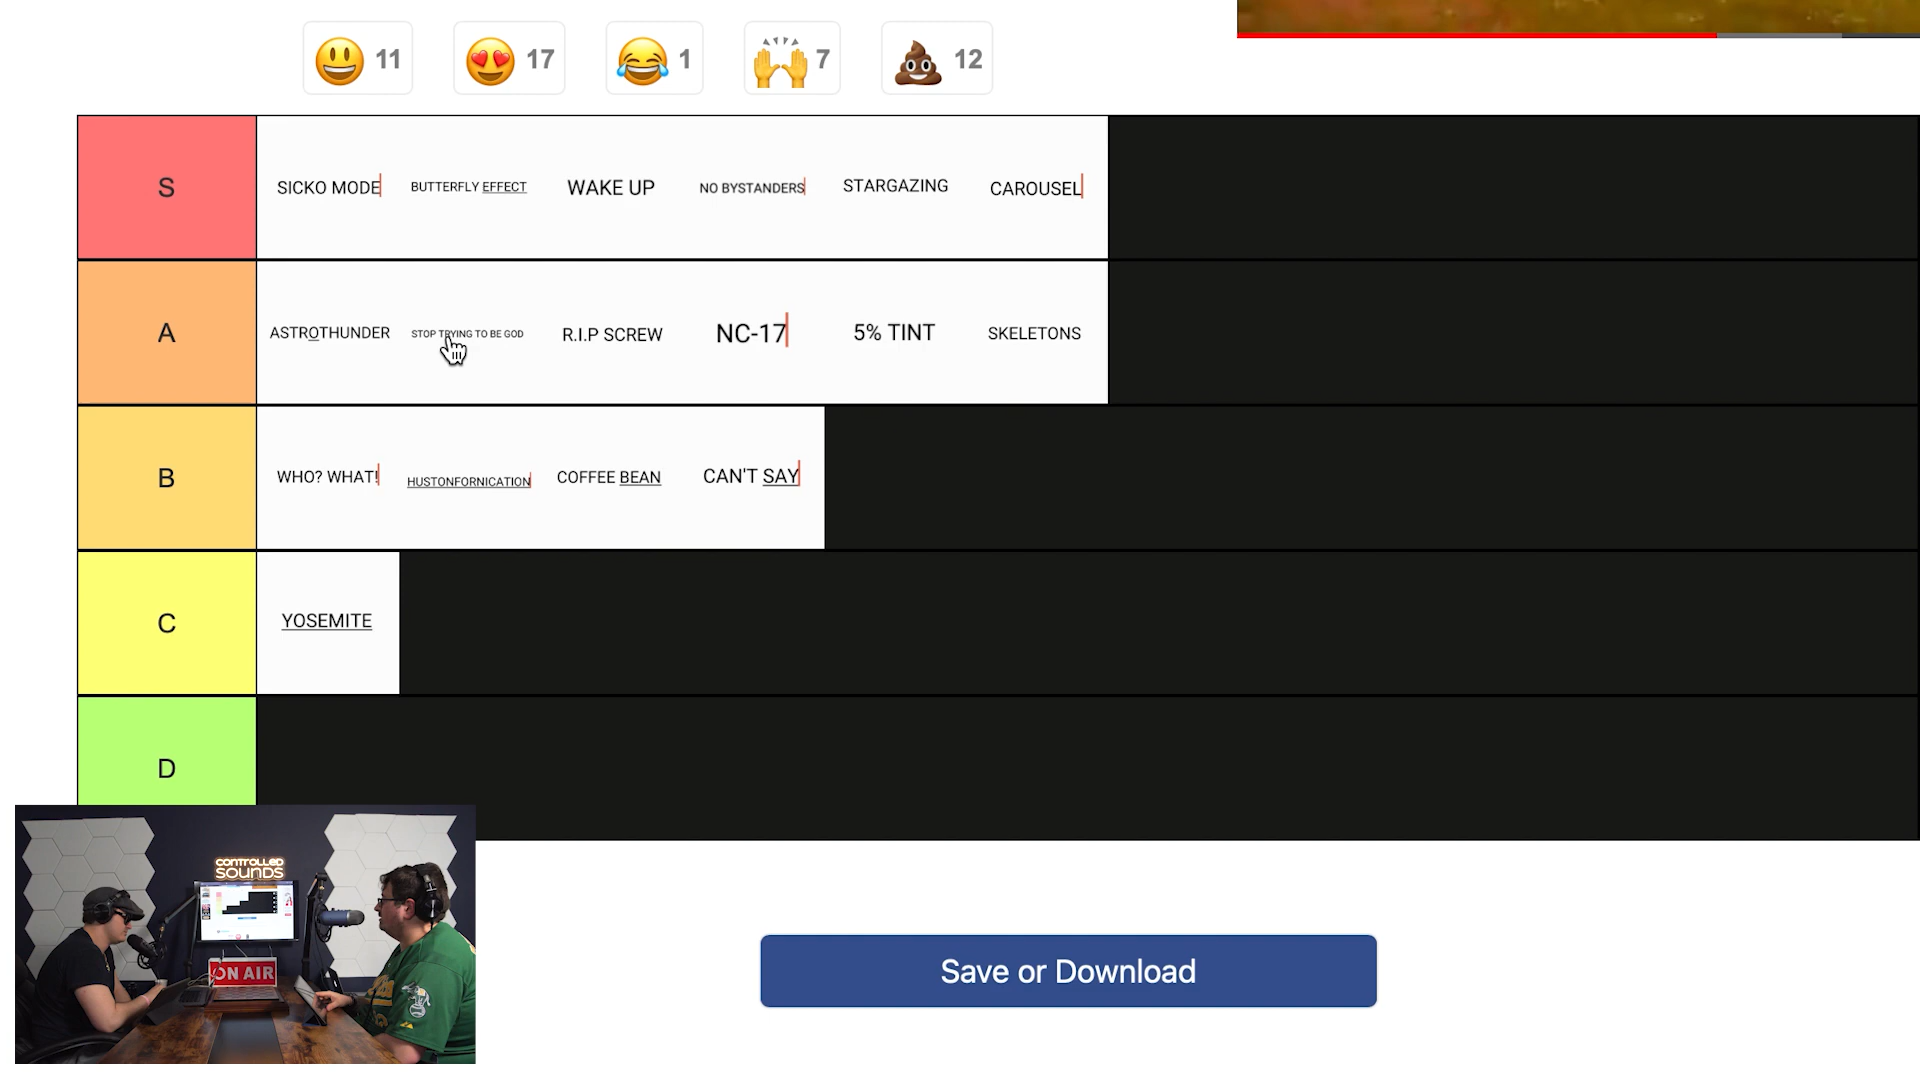 11 17 1 7 12
S
SICKO MODE BUTTERFLY EFFECT WAKE UP NO BYSTANDERS STARGAZING CAROUSEL
A
ASTROTHUNDER STOP TRYING TO BE GOD R.I.P SCREW NC-17 5% TINT SKELETONS
B
WHO? WHAT! HUSTONFORNICATION COFFEE BEAN CAN'T SAY
C
YOSEMITE
D
CONTROLLED
SOUNDS
ON AIR
Save or Download